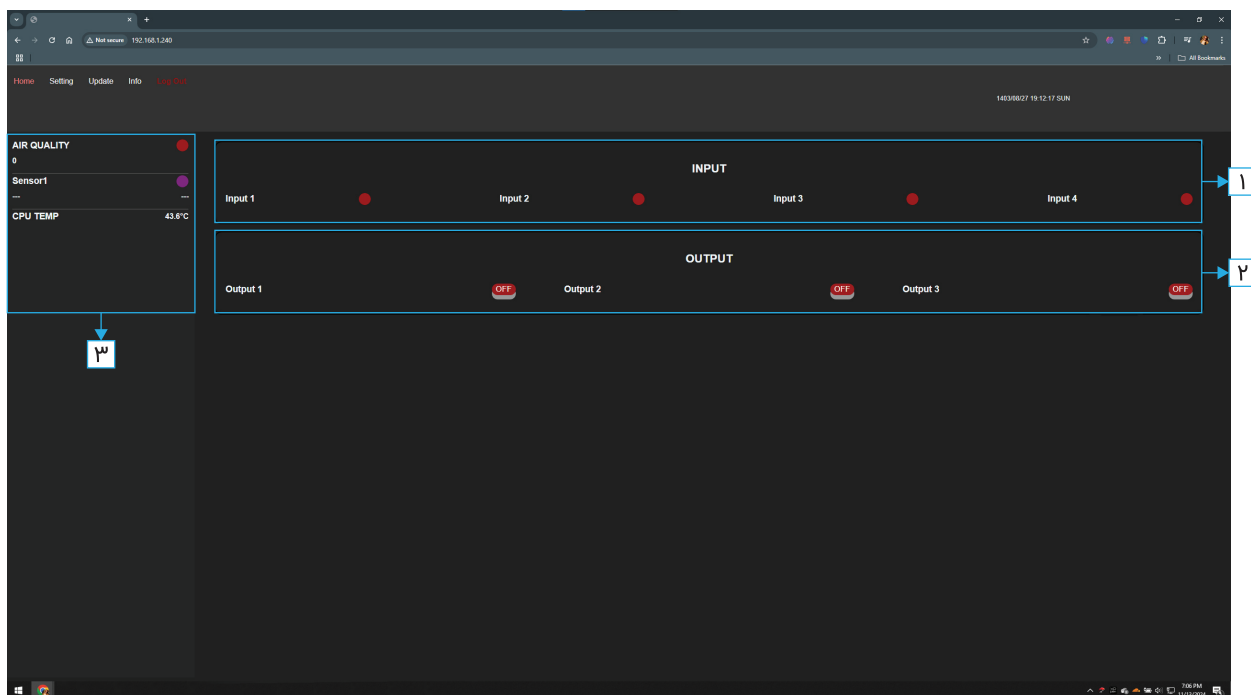 Not secure 192.168.1.240
All Bookmarks
Home Setting Update Info Log Out
1403/08/27 19:12:17 SUN
AIR QUALITY
0
Sensor1
--- ---
CPU TEMP 43.6°C
INPUT
Input 1 Input 2 Input 3 Input 4
۱
OUTPUT
Output 1 OFF Output 2 OFF Output 3 OFF
۲
۳
7:06 PM